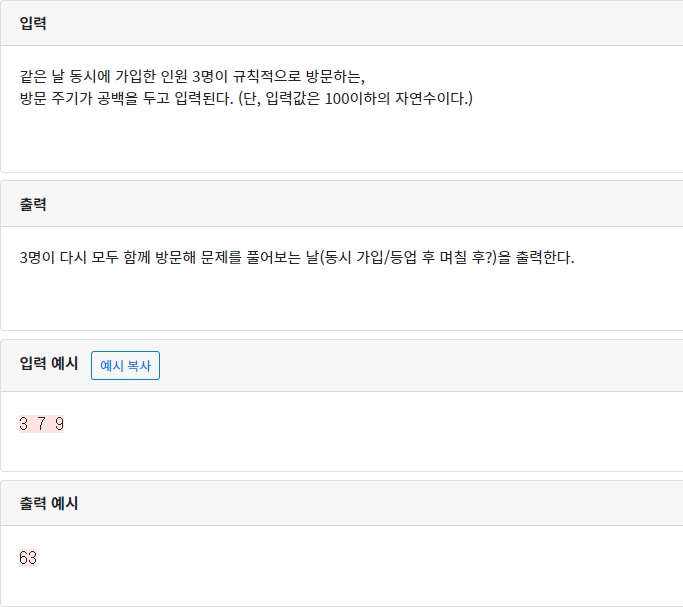 입력
같은 날 동시에 가입한 인원 3명이 규칙적으로 방문하는,
방문 주기가 공백을 두고 입력된다. (단, 입력값은 100이하의 자연수이다.)
출력
3명이 다시 모두 함께 방문해 문제를 풀어보는 날(동시 가입/등업 후 며칠 후?)을 출력한다.
입력 예시 예시 복사
3 7 9
출력 예시
63